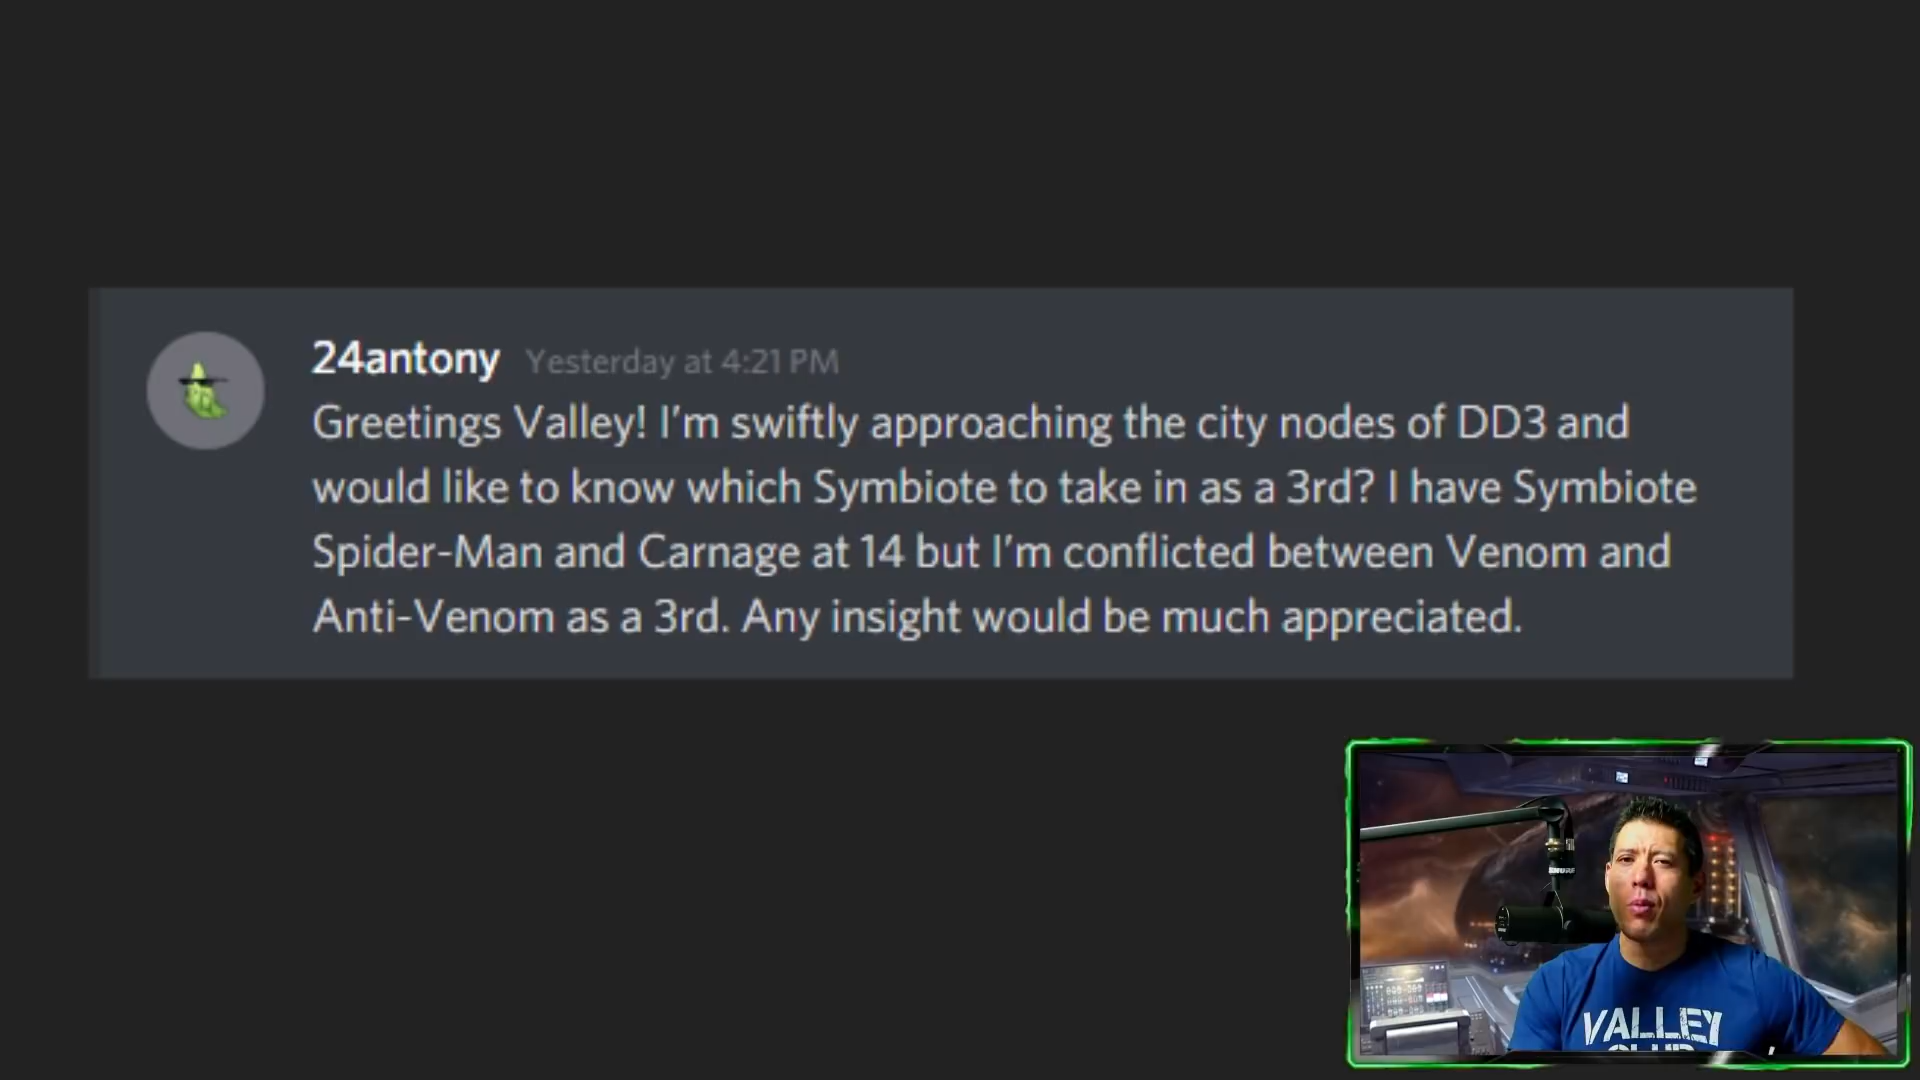 24antony Yesterday at 4:21 PM
Greetings Valley! I'm swiftly approaching the city nodes of DD3 and
would like to know which Symbiote to take in as a 3rd? I have Symbiote
Spider-Man and Carnage at 14 but I'm conflicted between Venom and
Anti-Venom as a 3rd. Any insight would be much appreciated.
VALLEY